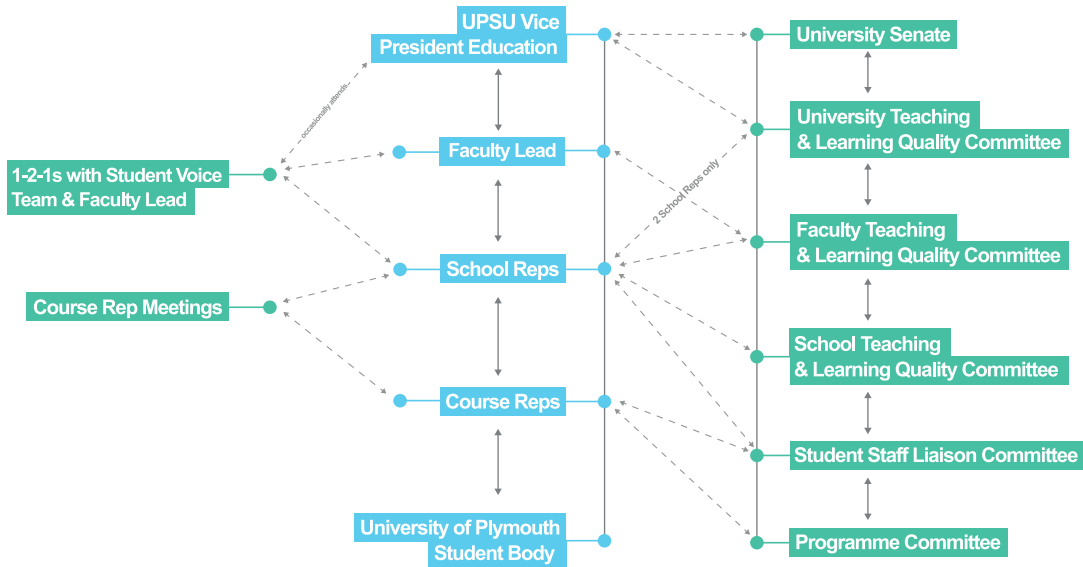 UPSU Vice
President Education
University Senate
occasionally attends
University Teaching
& Learning Quality Committee
Faculty Lead
1-2-1s with Student Voice
Team & Faculty Lead
2 School Reps only
Faculty Teaching
& Learning Quality Committee
School Reps
Course Rep Meetings
School Teaching
& Learning Quality Committee
Course Reps
Student Staff Liaison Committee
University of Plymouth
Student Body
Programme Committee